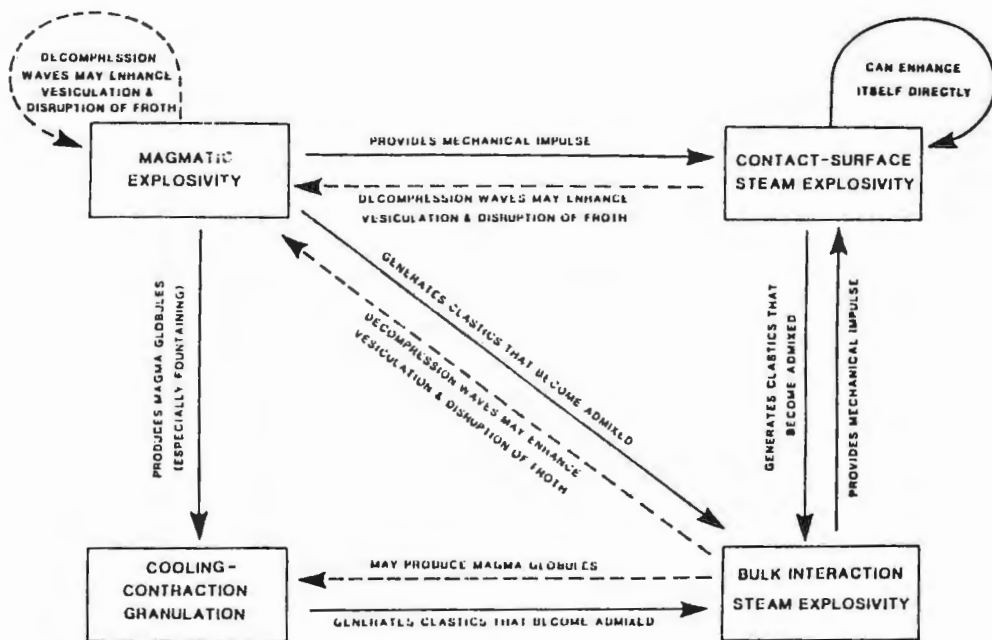 DECOMPRESSION
WAVES MAY ENHANCE
VESICULATION &
DISRUPTION OF FROTH
CAN ENHANCE
ITSELF DIRECTLY
MAGMATIC
EXPLOSIVITY
PROVIDES MECHANICAL IMPULSE
DECOMPRESSION WAVES MAY ENHANCE
VESICULATION & DISRUPTION OF FROTH
CONTACT-SURFACE
STEAM EXPLOSIVITY
PRODUCES MAGMA GLOBULES
(ESPECIALLY FOUNTAINING)
GENERATES CLASTICS THAT BECOME ADMIXED
DECOMPRESSION WAVES MAY ENHANCE
VESICULATION & DISRUPTION OF FROTH
GENERATES CLASTICS THAT
BECOME ADMIXED
PROVIDES MECHANICAL IMPULSE
COOLING-
CONTRACTION
GRANULATION
MAY PRODUCE MAGMA GLOBULES
GENERATES CLASTICS THAT BECOME ADMIXED
BULK INTERACTION
STEAM EXPLOSIVITY